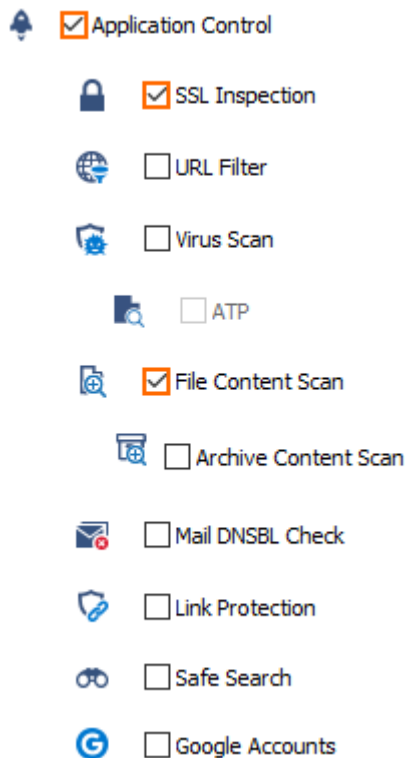 Application Control
SSL Inspection
URL Filter
Virus Scan
ATP
File Content Scan
Archive Content Scan
Mail DNSBL Check
Link Protection
Safe Search
Google Accounts